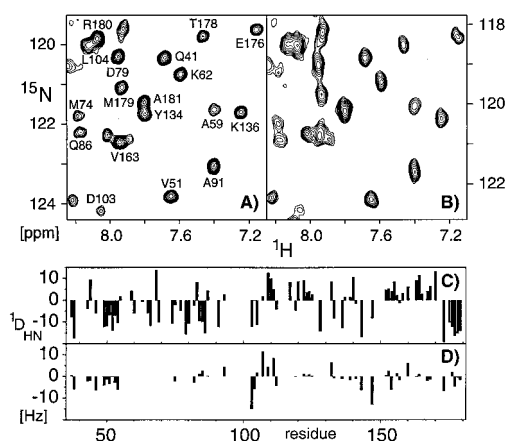 R180
T178
E176
118
120
L104
Q41
D79
K62
15N
M179
A181
M74
Y134
A59
K136
120
122
Q86
V163
V51
A91
122
D103
A)
B)
124
[ppm]
8.0
7.6
7.2
1H
8.0
7.6
7.2
10
0
-10
C)
1DHN
10
0
-10
D)
[Hz]
50
100
residue
150